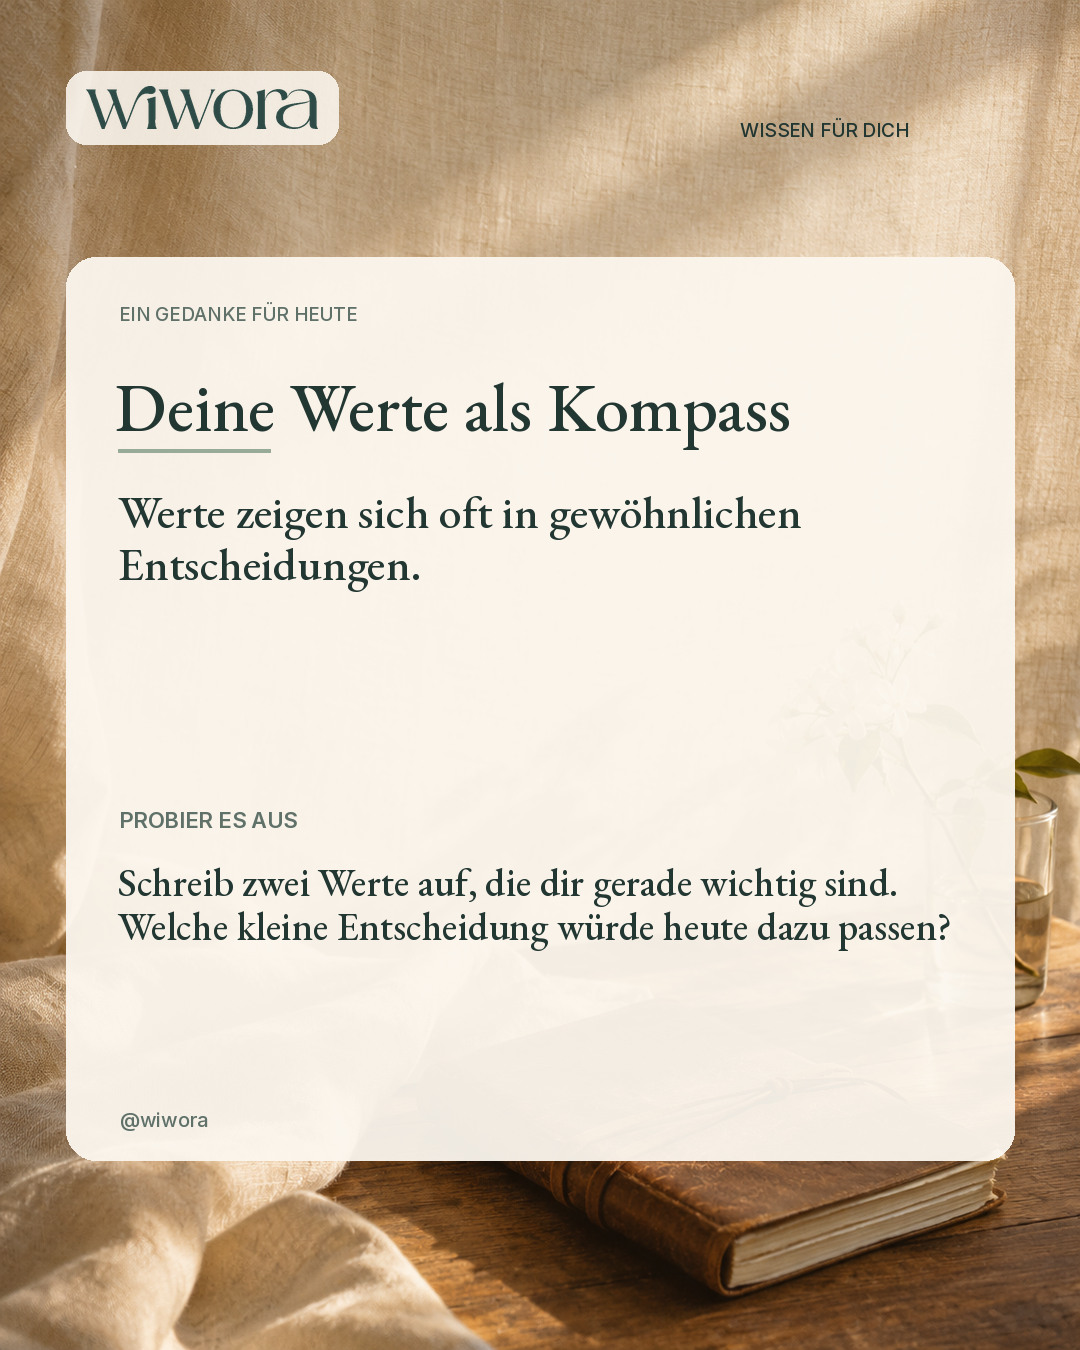 wiwora
WISSEN FÜR DICH
EIN GEDANKE FÜR HEUTE
Deine Werte als Kompass
Werte zeigen sich oft in gewöhnlichen
Entscheidungen.
PROBIER ES AUS
Schreib zwei Werte auf, die dir gerade wichtig sind.
Welche kleine Entscheidung würde heute dazu passen?
@wiwora